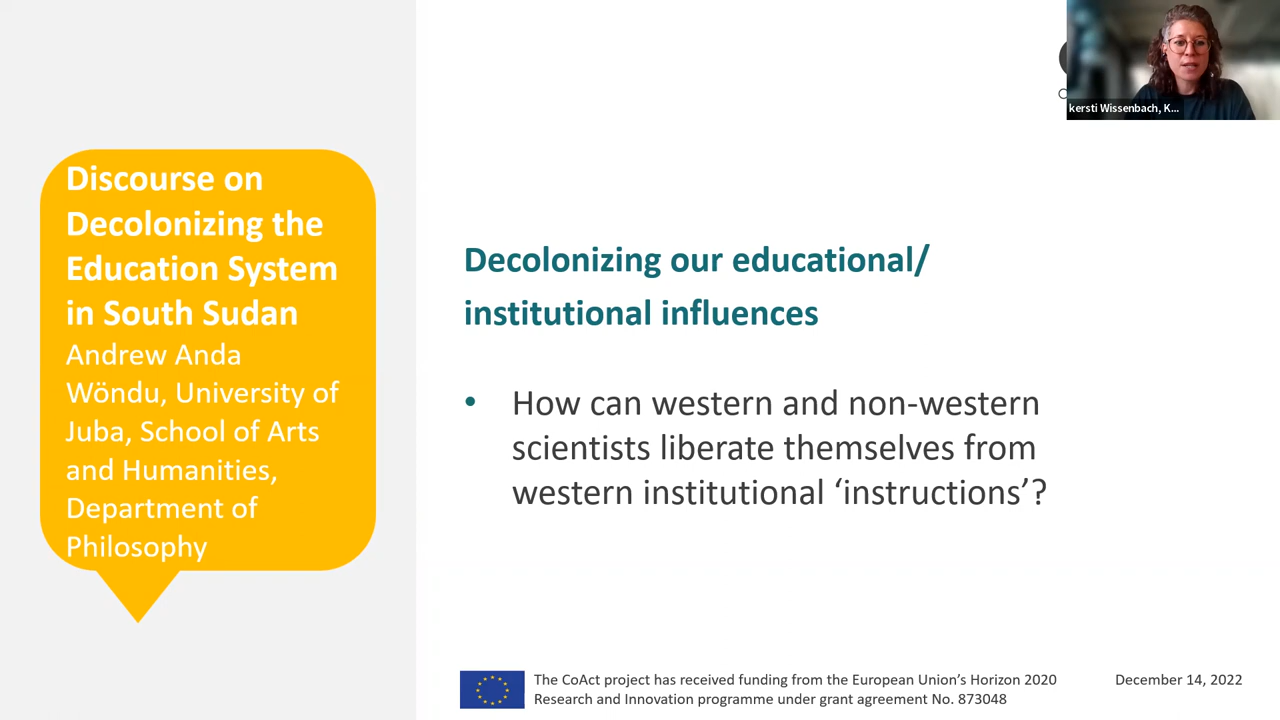 kersti Wissenbach, K...
Discourse on
Decolonizing the
Education System
in South Sudan
Andrew Anda
Wöndu, University of
Juba, School of Arts
and Humanities,
Department of
Philosophy
Decolonizing our educational/
institutional influences
• How can western and non-western
scientists liberate themselves from
western institutional ‘instructions’?
The CoAct project has received funding from the European Union’s Horizon 2020
Research and Innovation programme under grant agreement No. 873048
December 14, 2022